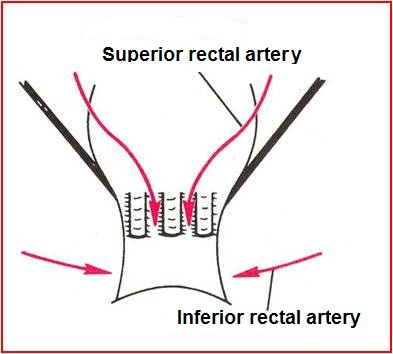 Superior rectal artery
Inferior rectal artery